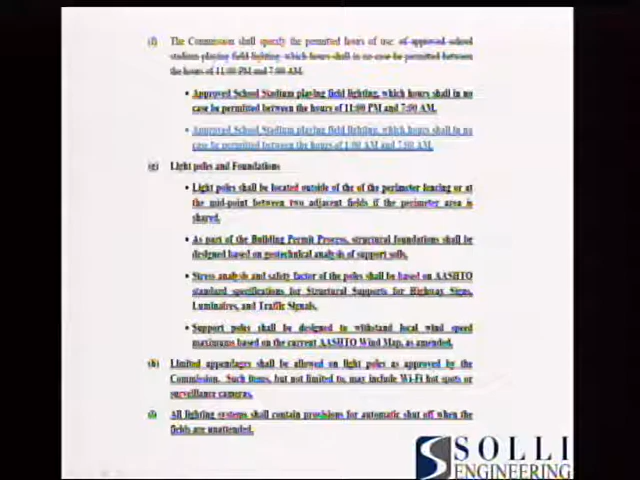 (f) The Commission shall specify the permitted hours of use of approved school
stadium playing field lighting, which hours shall in no case be permitted between
the hours of 11:00 PM and 7:00 AM.
• Approved School Stadium playing field lighting, which hours shall in no
case be permitted between the hours of 11:00 PM and 7:00 AM.
• Approved School Stadium playing field lighting, which hours shall in no
case be permitted between the hours of 1:00 AM and 7:00 AM.
(g) Light poles and Foundations
• Light poles shall be located outside of the of the perimeter fencing or at
the mid-point between two adjacent fields if the perimeter area is
shared.
• As part of the Building Permit Process, structural foundations shall be
designed based on geotechnical analysis of support soils.
• Stress analysis and safety factor of the poles shall be based on AASHTO
standard specifications for Structural Supports for Highway Signs,
Luminaires, and Traffic Signals.
• Support poles shall be designed to withstand local wind speed
maximums based on the current AASHTO Wind Map, as amended.
(h) Limited appendages shall be allowed on light poles as approved by the
Commission. Such items, but not limited to, may include Wi-Fi hot spots or
surveillance cameras.
(i) All lighting systems shall contain provisions for automatic shut off when the
fields are unattended.
SOLLI
ENGINEERING